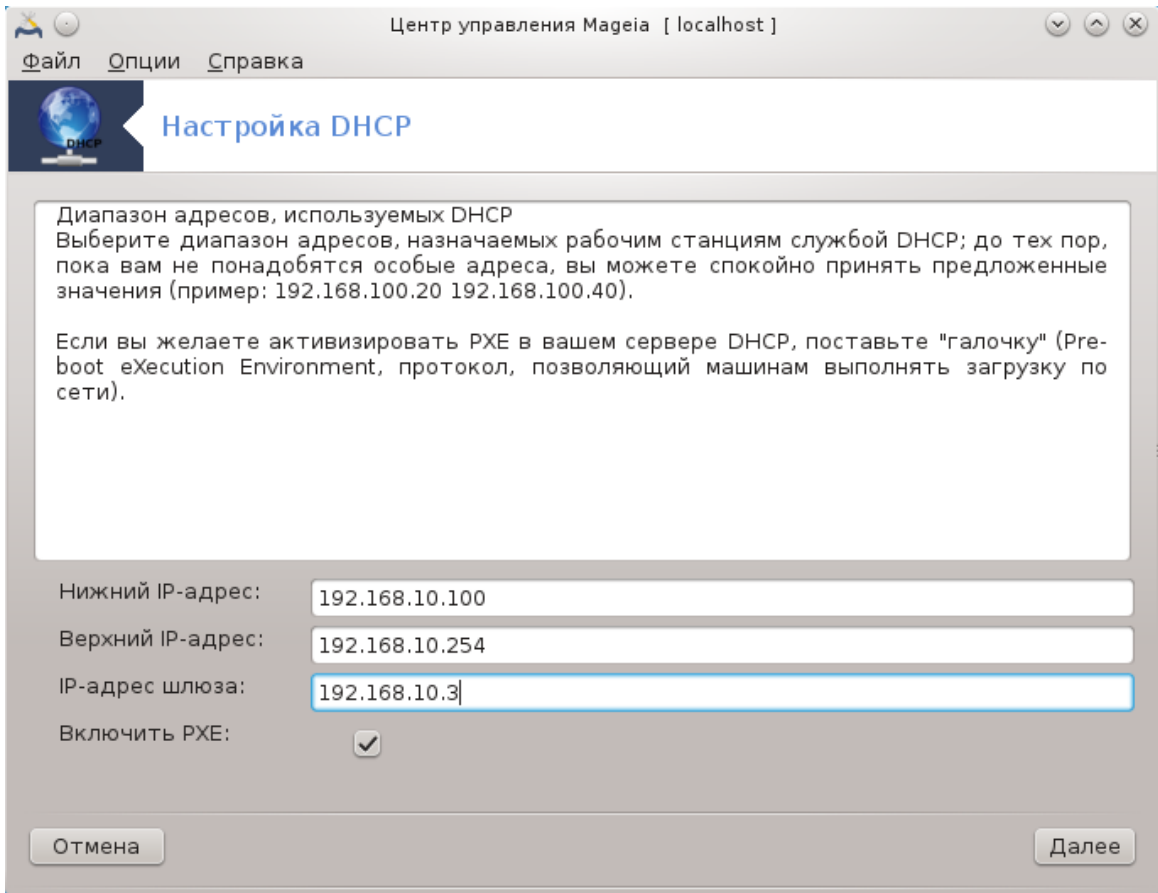 Центр управления Mageia [ localhost ]
Файл Опции Справка
DHCP
Настройка DHCP
Диапазон адресов, используемых DHCP
Выберите диапазон адресов, назначаемых рабочим станциям службой DHCP; до тех пор,
пока вам не понадобятся особые адреса, вы можете спокойно принять предложенные
значения (пример: 192.168.100.20 192.168.100.40).
Если вы желаете активизировать PXE в вашем сервере DHCP, поставьте "галочку" (Pre-
boot eXecution Environment, протокол, позволяющий машинам выполнять загрузку по
сети).
Нижний IP-адрес: 192.168.10.100
Верхний IP-адрес: 192.168.10.254
IP-адрес шлюза: 192.168.10.3
Включить PXE:
Отмена Далее